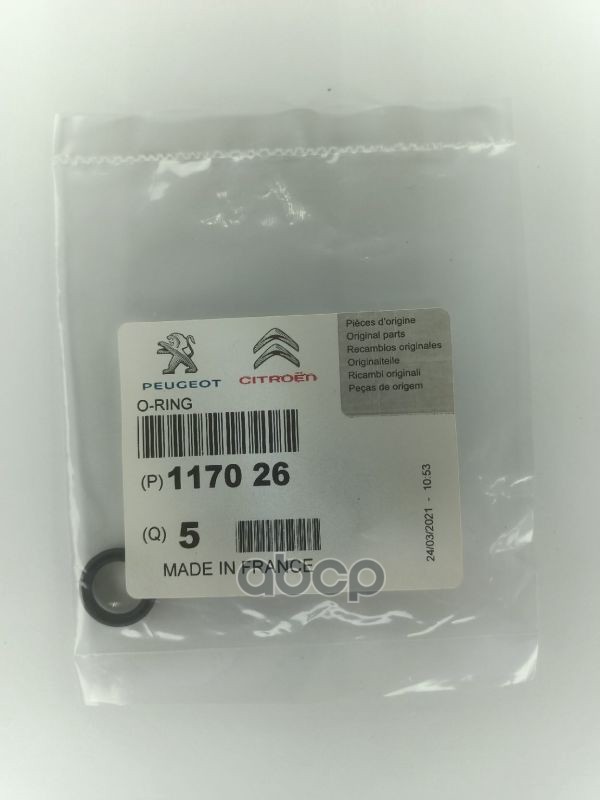 PEUGEOT
CITROËN
Pièces d'origine
Original parts
Recambios originales
Originalteile
Ricambi originali
Peças de origem
O-RING
(P) 1170 26
(Q) 5
MADE IN FRANCE
24/03/2021 - 10:53
abcp